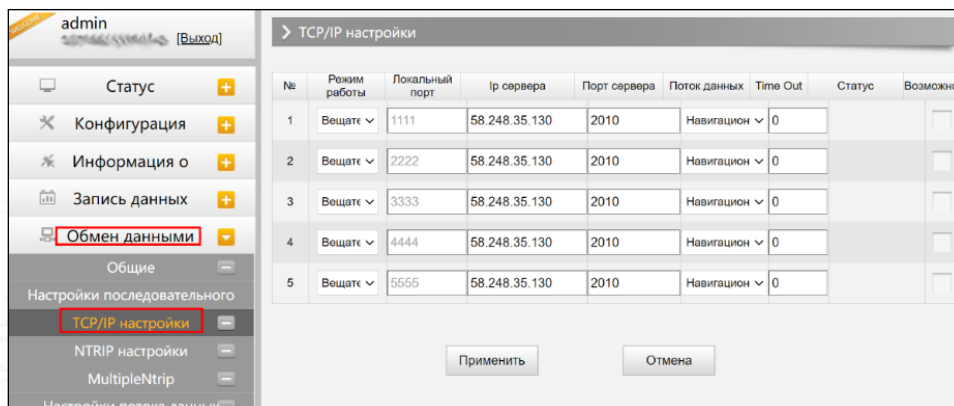 WELCOME
admin
[Выход]
Статус
Конфигурация
Информация о
Запись данных
Обмен данными
Общие
Настройки последовательного
TCP/IP настройки
NTRIP настройки
MultipleNtrip
Настройки потока данных
TCP/IP настройки
№ Режим работы Локальный порт Ip сервера Порт сервера Поток данных Time Out Статус Возможно
1 Вещате 1111 58.248.35.130 2010 Навигацион 0
2 Вещате 2222 58.248.35.130 2010 Навигацион 0
3 Вещате 3333 58.248.35.130 2010 Навигацион 0
4 Вещате 4444 58.248.35.130 2010 Навигацион 0
5 Вещате 5555 58.248.35.130 2010 Навигацион 0
Применить Отмена